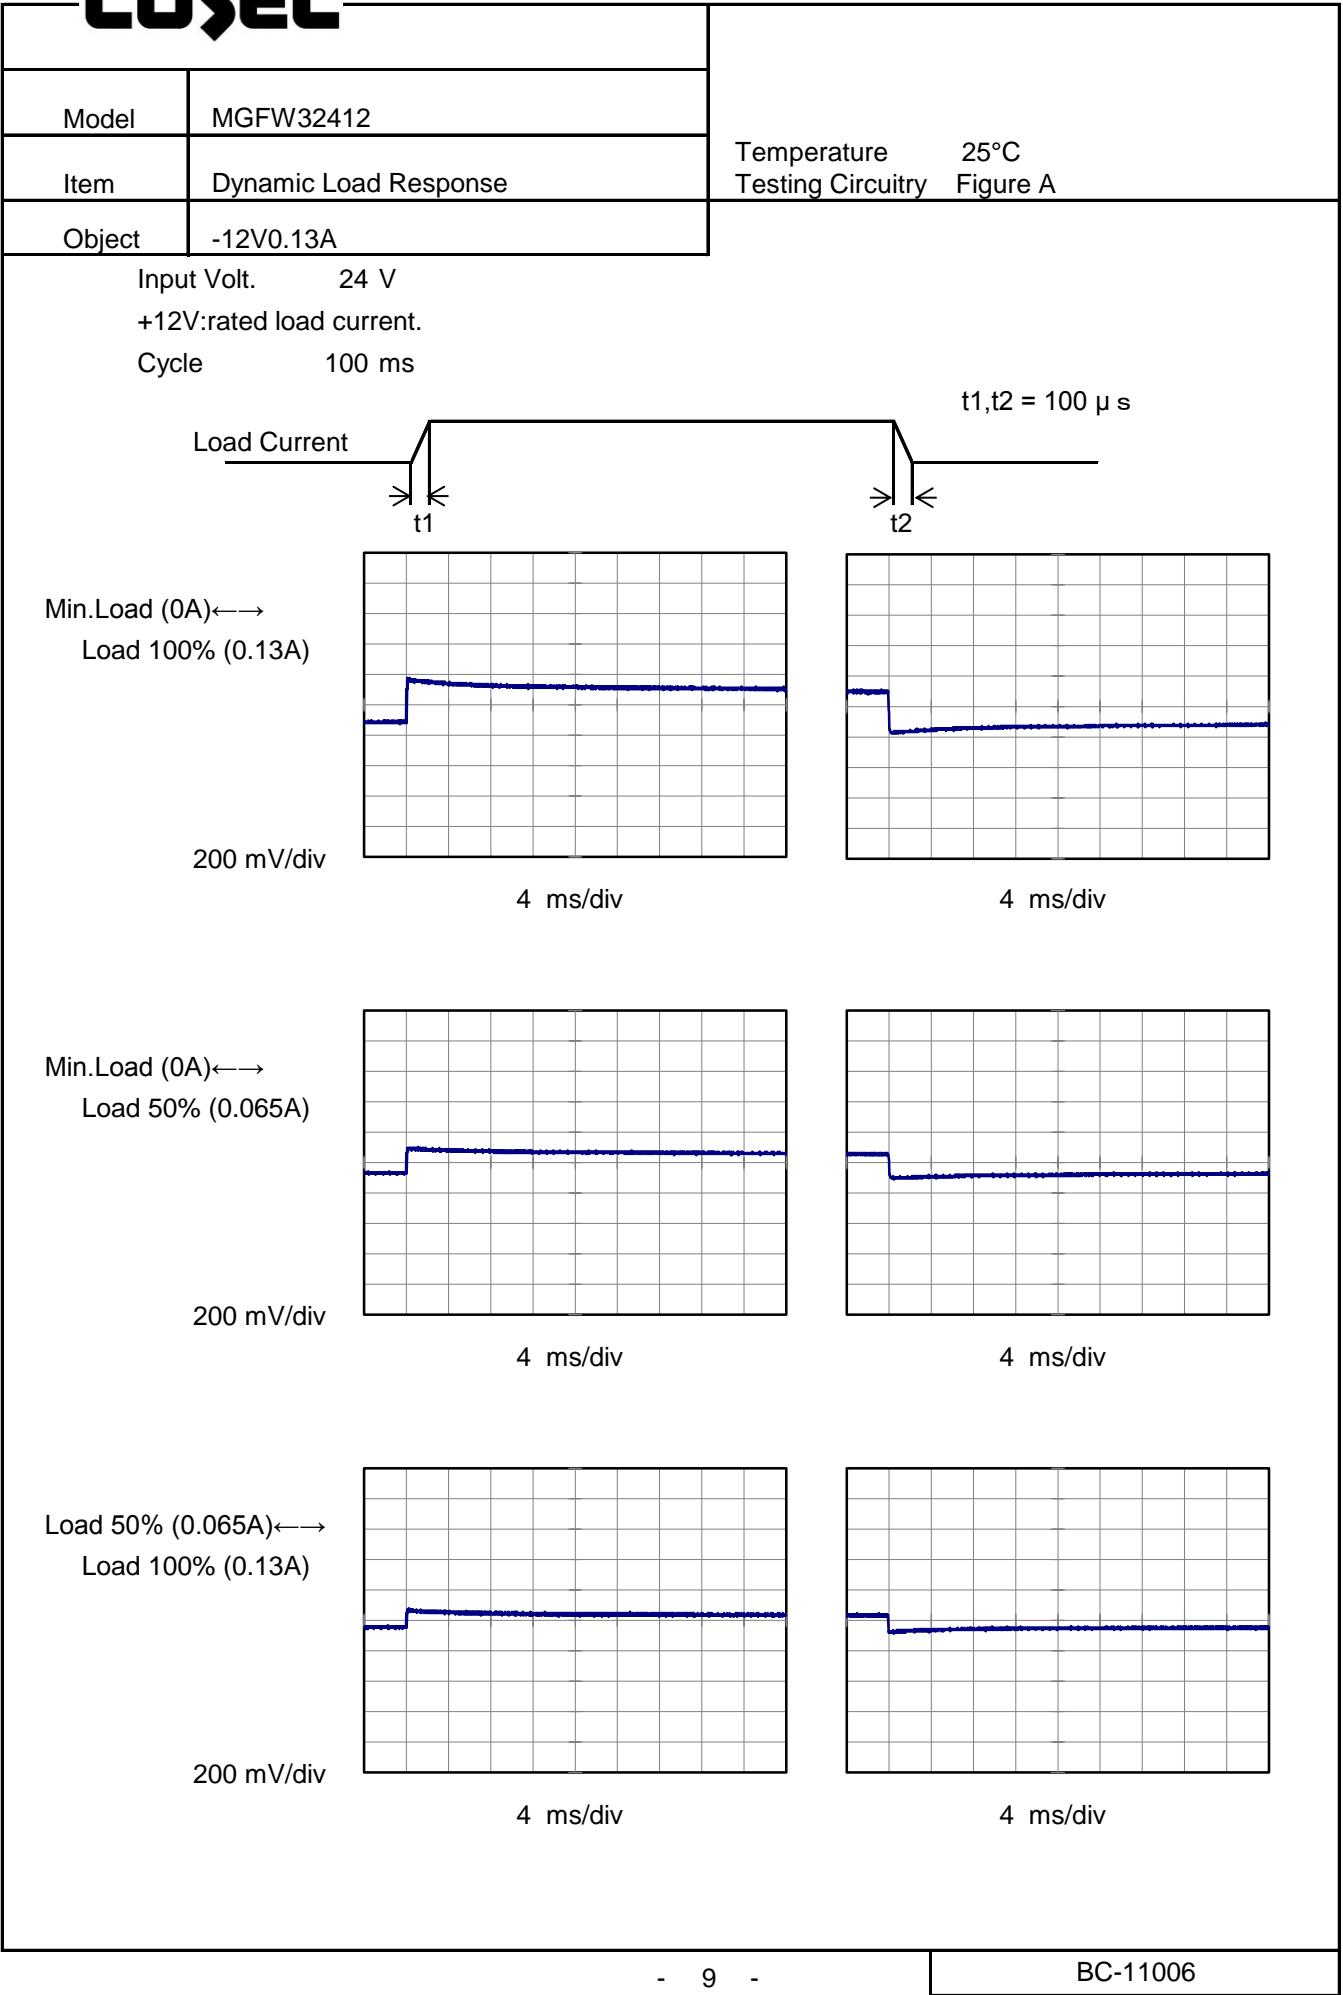 COSEL
Model MGFW32412
Item Dynamic Load Response
Object -12V0.13A
Temperature 25°C
Testing Circuitry Figure A
Input Volt. 24 V
+12V:rated load current.
Cycle 100 ms
t1,t2 = 100 μ s
Load Current
t1 t2
Min.Load (0A)←→
Load 100% (0.13A)
200 mV/div
4 ms/div 4 ms/div
Min.Load (0A)←→
Load 50% (0.065A)
200 mV/div
4 ms/div 4 ms/div
Load 50% (0.065A)←→
Load 100% (0.13A)
200 mV/div
4 ms/div 4 ms/div
- 9 -
BC-11006